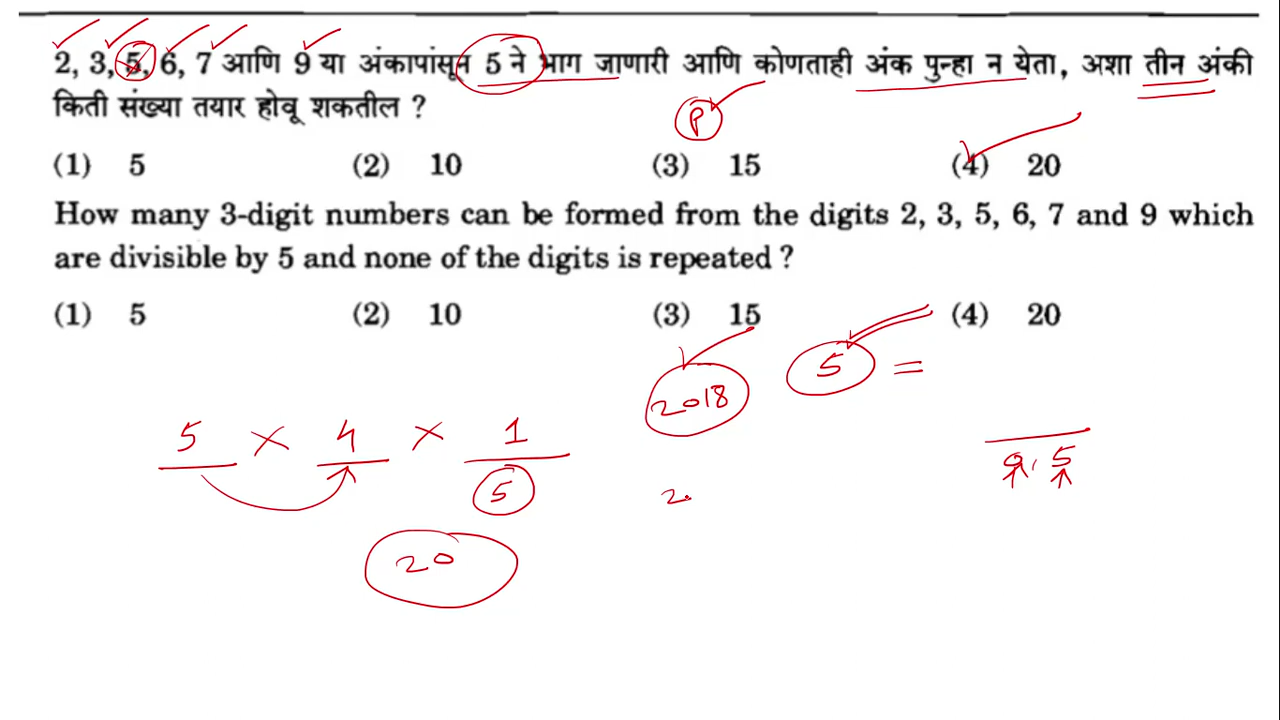 2, 3, 5, 6, 7 आणि 9 या अंकापांसून 5 ने भाग जाणारी आणि कोणताही अंक पुन्हा न येता, अशा तीन अंकी
किती संख्या तयार होवू शकतील ?
P
(1) 5 (2) 10 (3) 15 (4) 20
How many 3-digit numbers can be formed from the digits 2, 3, 5, 6, 7 and 9 which
are divisible by 5 and none of the digits is repeated ?
(1) 5 (2) 10 (3) 15 (4) 20
2018 5 =
5 × 4 × 1
0, 5
5
2
20